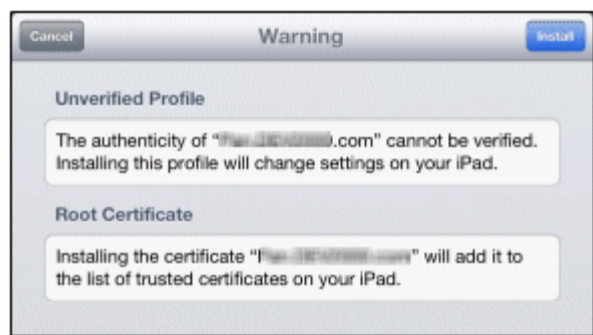 Cancel Warning Install
Unverified Profile
The authenticity of " .com" cannot be verified.
Installing this profile will change settings on your iPad.
Root Certificate
Installing the certificate " " will add it to
the list of trusted certificates on your iPad.